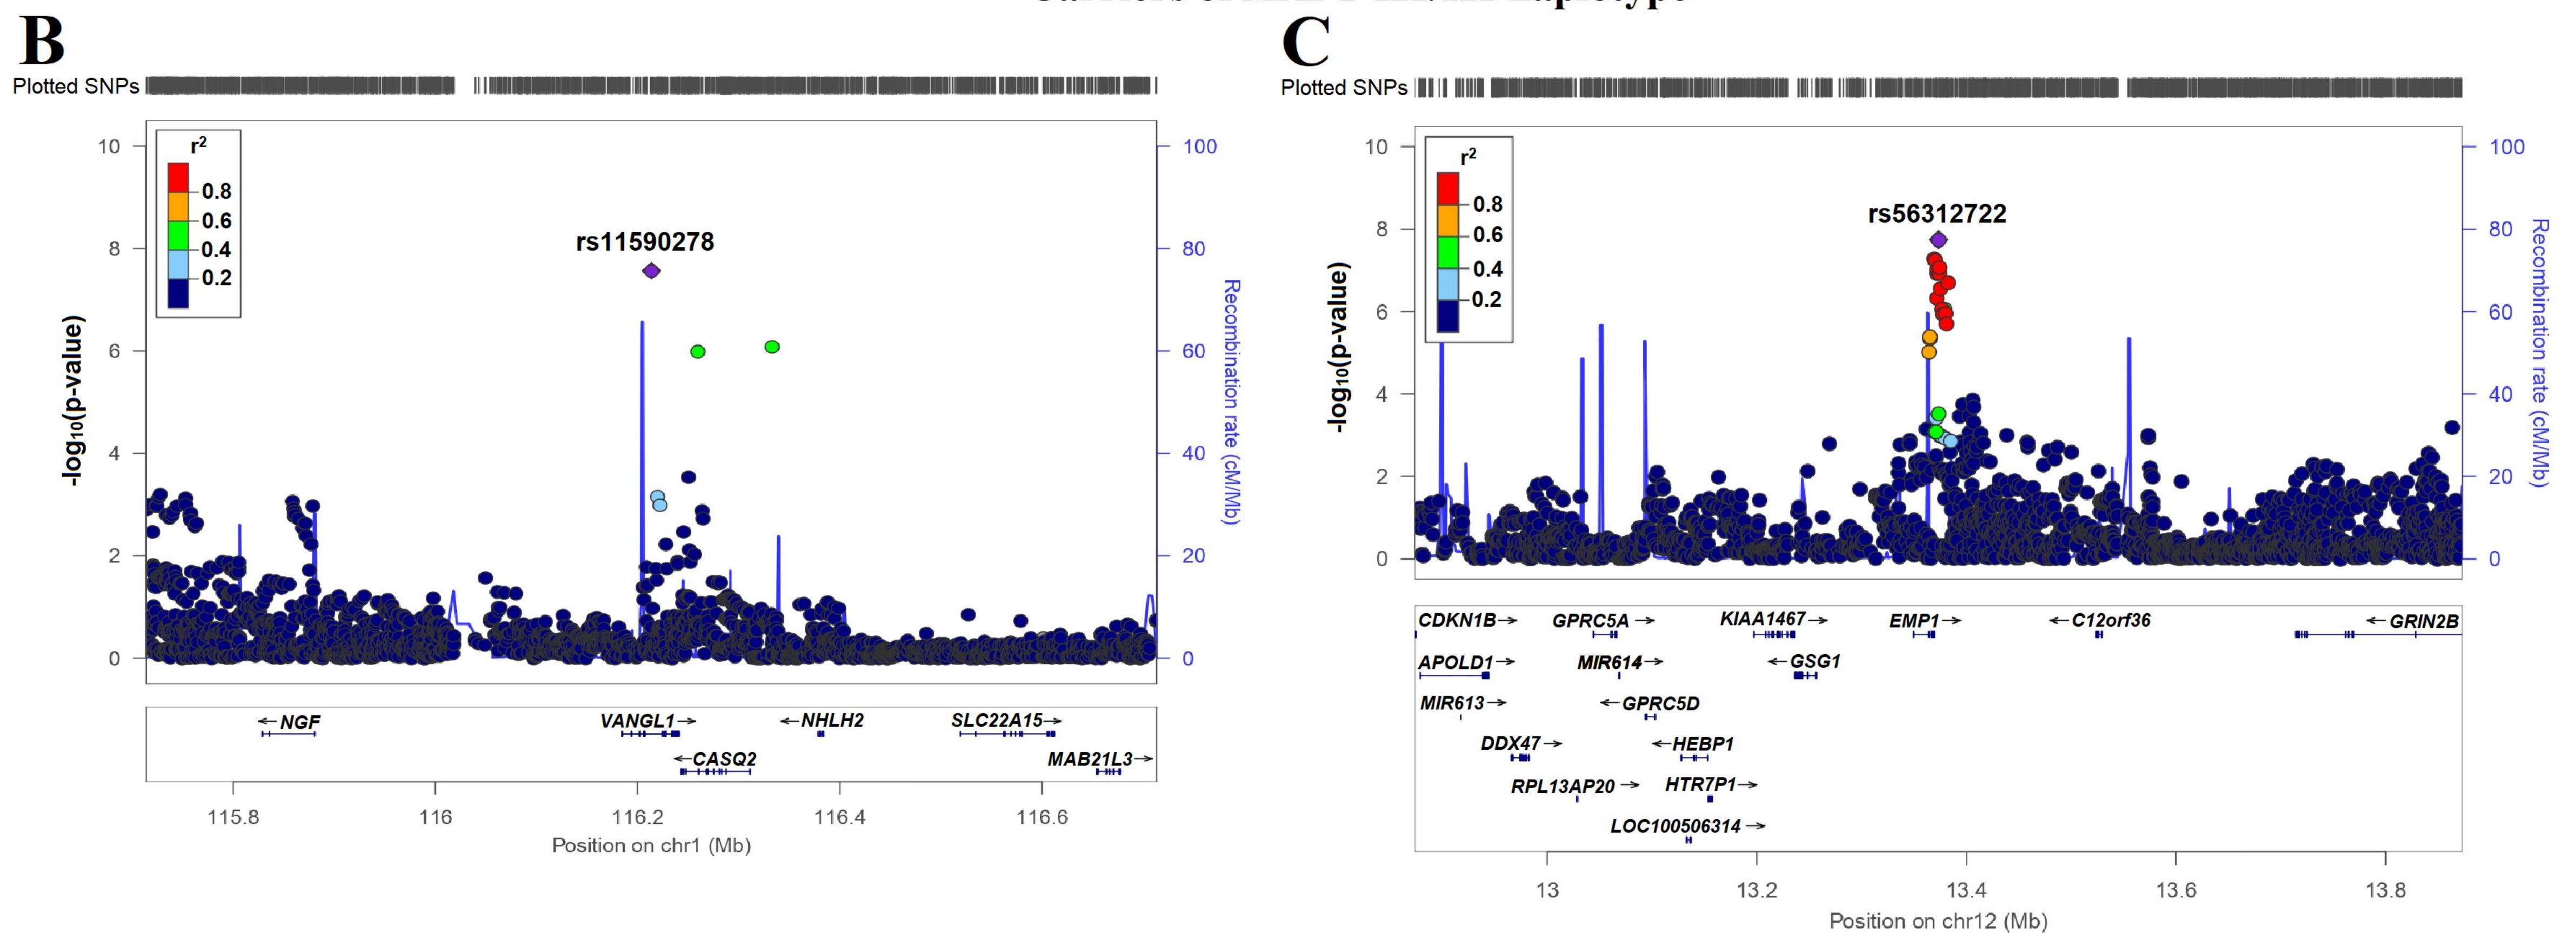 Carriers of
Haplotype
B
Plotted SNPs
r²
0.8
0.6
0.4
0.2
rs11590278
10
8
6
4
2
0
-log₁₀(p-value)
100
80
60
40
20
0
Recombination rate (cM/Mb)
←NGF
VANGL1→
←NHLH2
SLC22A15→
←CASQ2
MAB21L3→
115.8 116 116.2 116.4 116.6
Position on chr1 (Mb)
C
Plotted SNPs
r²
0.8
0.6
0.4
0.2
rs56312722
10
8
6
4
2
0
-log₁₀(p-value)
100
80
60
40
20
0
Recombination rate (cM/Mb)
CDKN1B→ GPRC5A→ KIAA1467→ EMP1→ ←C12orf36 ←GRIN2B
APOLD1→ MIR614→ ←GSG1
MIR613→ ←GPRC5D
DDX47→ ←HEBP1
RPL13AP20→ HTR7P1→
LOC100506314→
13 13.2 13.4 13.6 13.8
Position on chr12 (Mb)